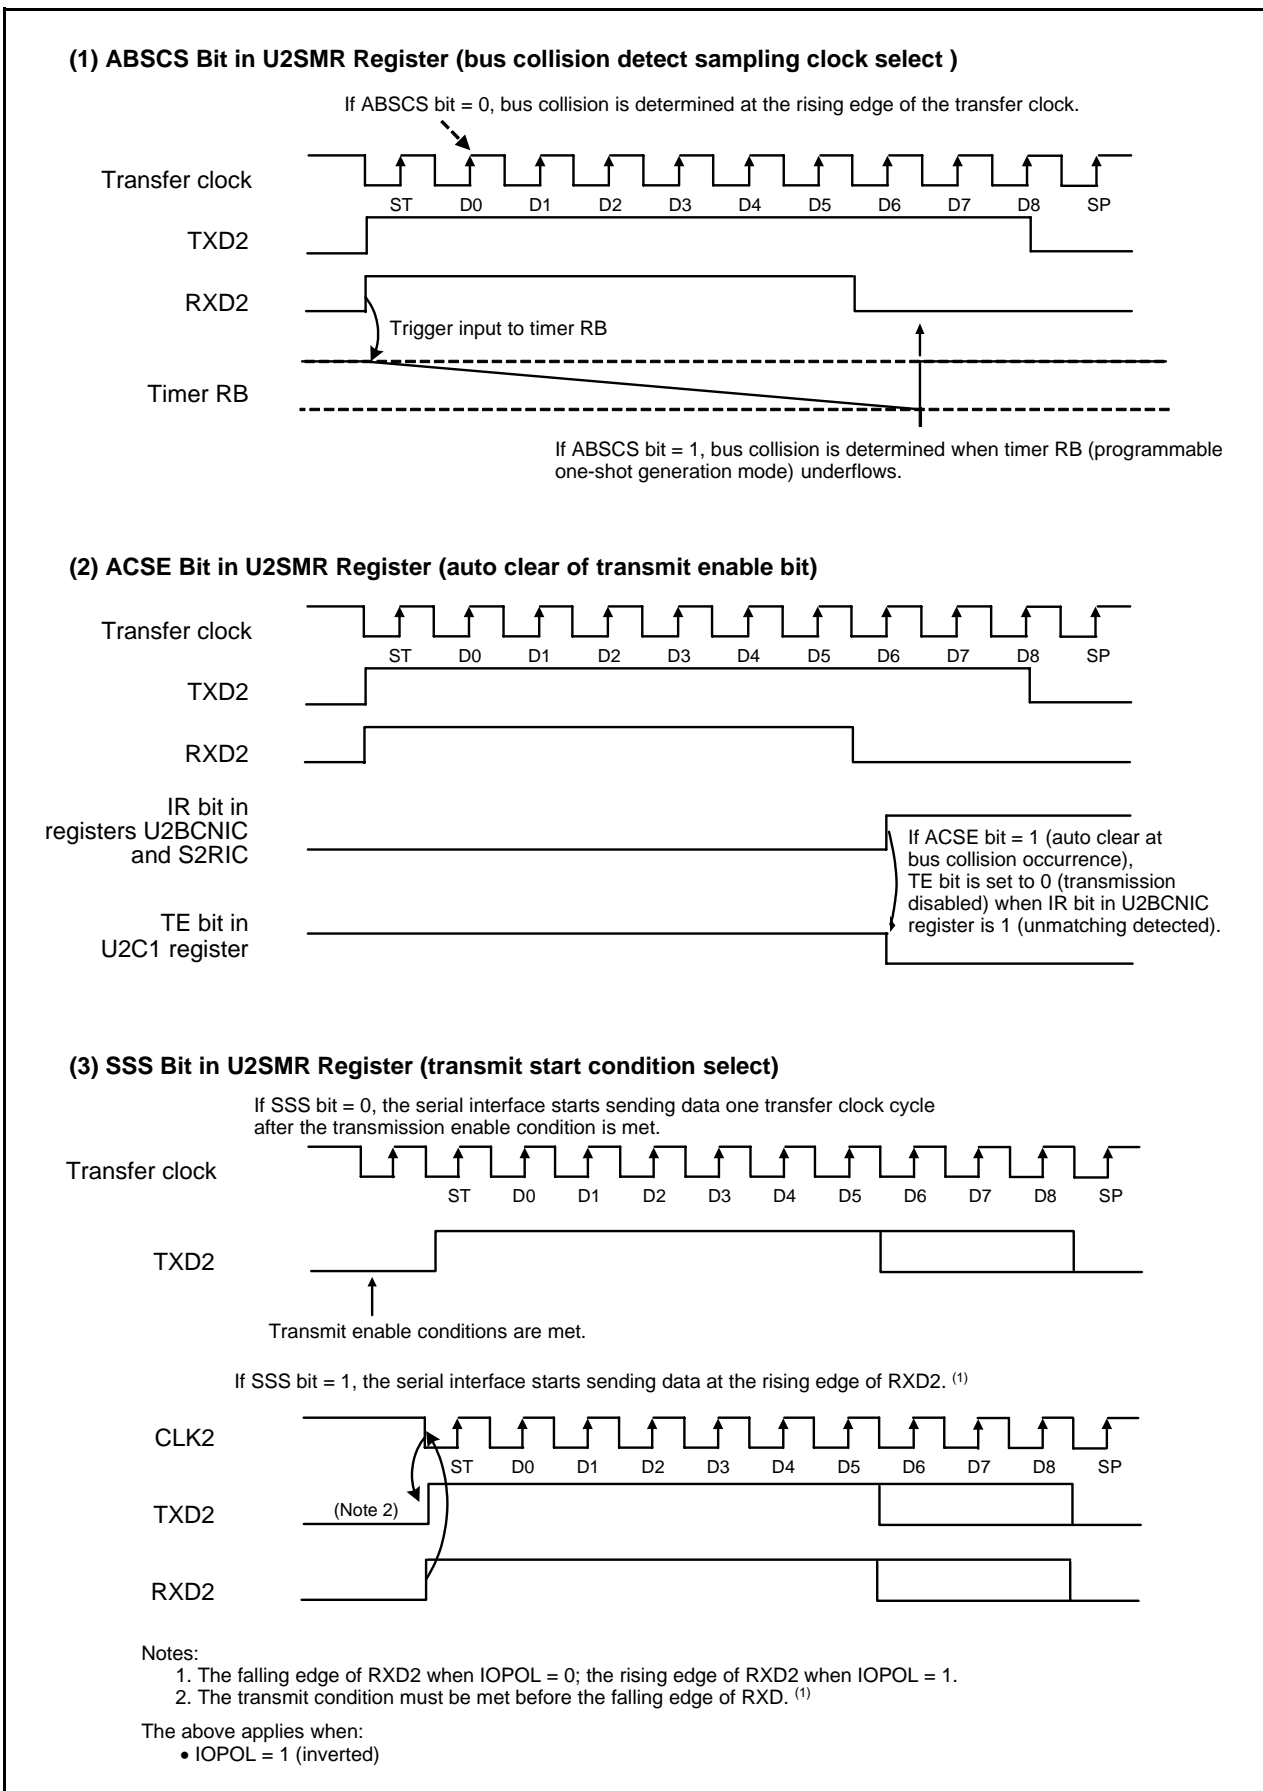 (1) ABSCS Bit in U2SMR Register (bus collision detect sampling clock select )
If ABSCS bit = 0, bus collision is determined at the rising edge of the transfer clock.
Transfer clock
ST D0 D1 D2 D3 D4 D5 D6 D7 D8 SP
TXD2
RXD2
Trigger input to timer RB
Timer RB
If ABSCS bit = 1, bus collision is determined when timer RB (programmable
one-shot generation mode) underflows.
(2) ACSE Bit in U2SMR Register (auto clear of transmit enable bit)
Transfer clock
ST D0 D1 D2 D3 D4 D5 D6 D7 D8 SP
TXD2
RXD2
IR bit in
registers U2BCNIC
and S2RIC
If ACSE bit = 1 (auto clear at
bus collision occurrence),
TE bit is set to 0 (transmission
disabled) when IR bit in U2BCNIC
register is 1 (unmatching detected).
TE bit in
U2C1 register
(3) SSS Bit in U2SMR Register (transmit start condition select)
If SSS bit = 0, the serial interface starts sending data one transfer clock cycle
after the transmission enable condition is met.
Transfer clock
ST D0 D1 D2 D3 D4 D5 D6 D7 D8 SP
TXD2
Transmit enable conditions are met.
If SSS bit = 1, the serial interface starts sending data at the rising edge of RXD2. (1)
CLK2
ST D0 D1 D2 D3 D4 D5 D6 D7 D8 SP
TXD2
(Note 2)
RXD2
Notes:
1. The falling edge of RXD2 when IOPOL = 0; the rising edge of RXD2 when IOPOL = 1.
2. The transmit condition must be met before the falling edge of RXD. (1)
The above applies when:
• IOPOL = 1 (inverted)